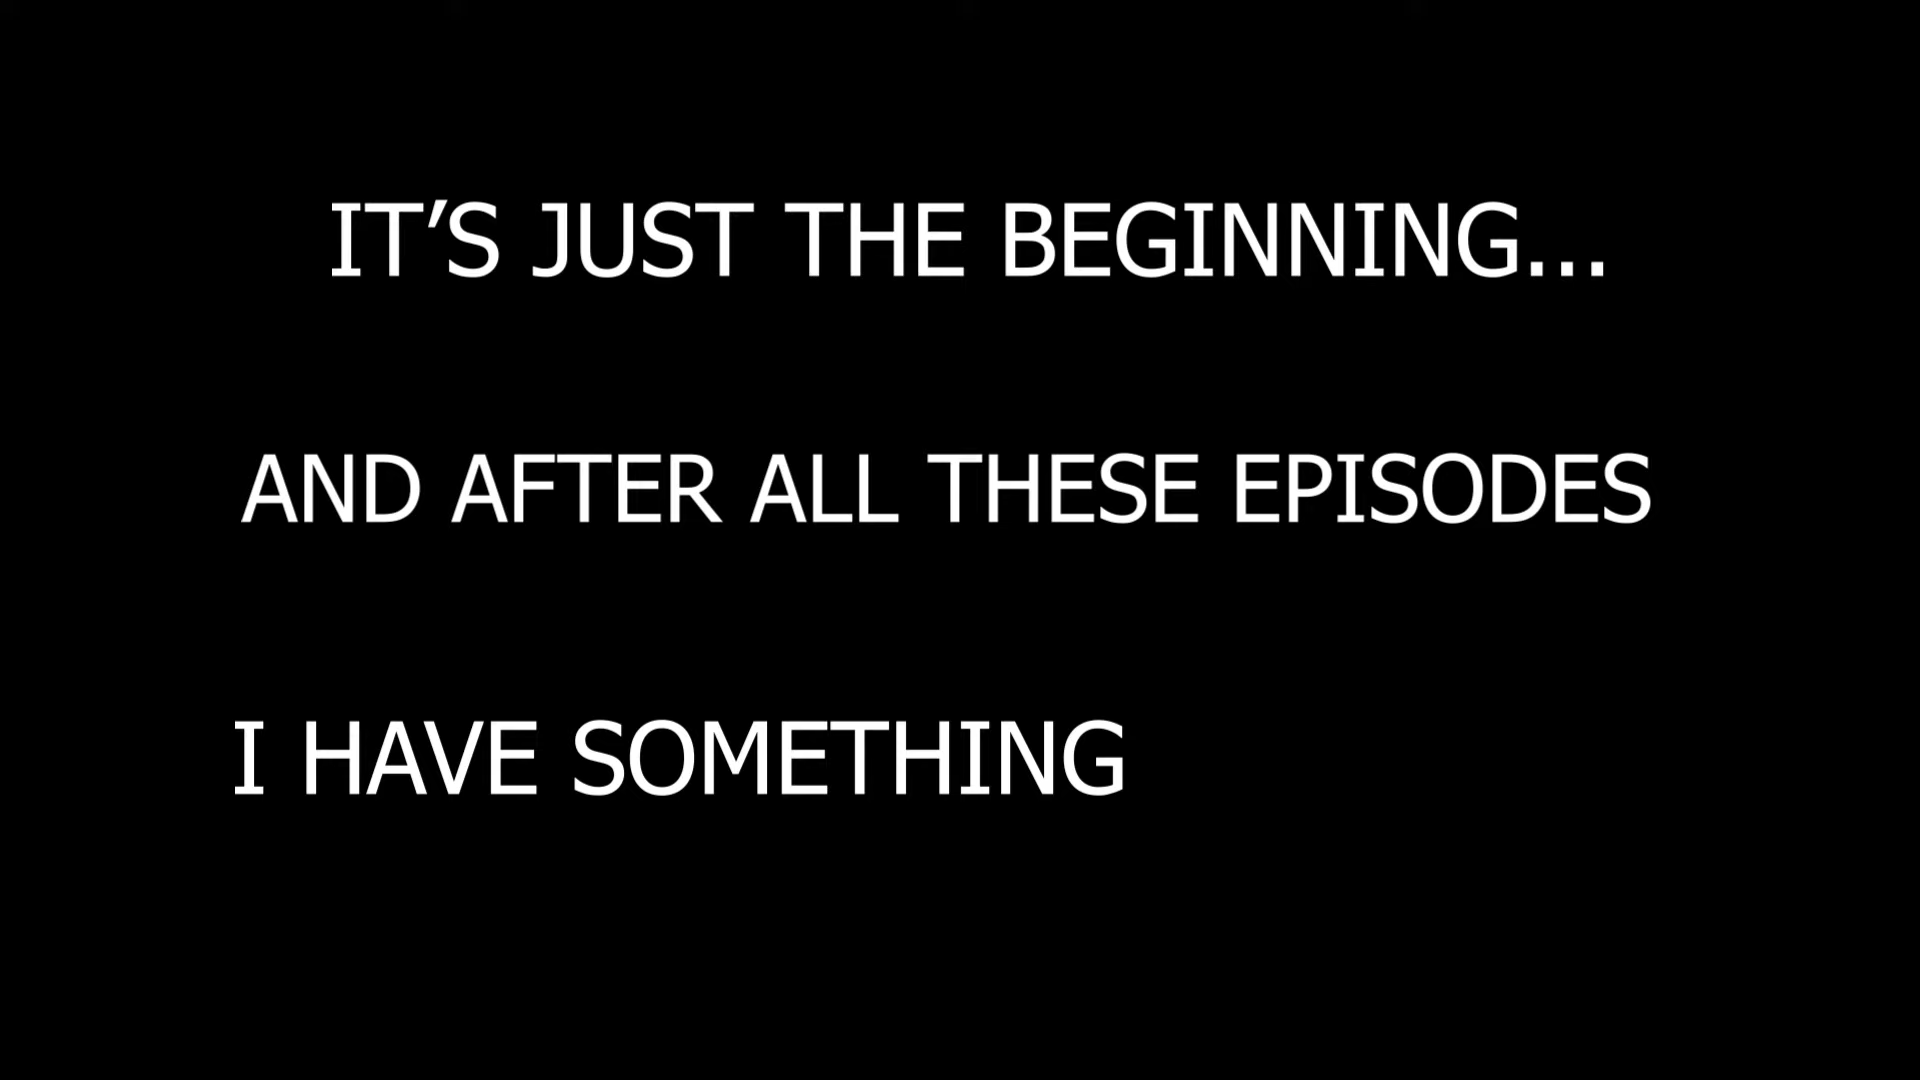 IT’S JUST THE BEGINNING...
AND AFTER ALL THESE EPISODES
I HAVE SOMETHING